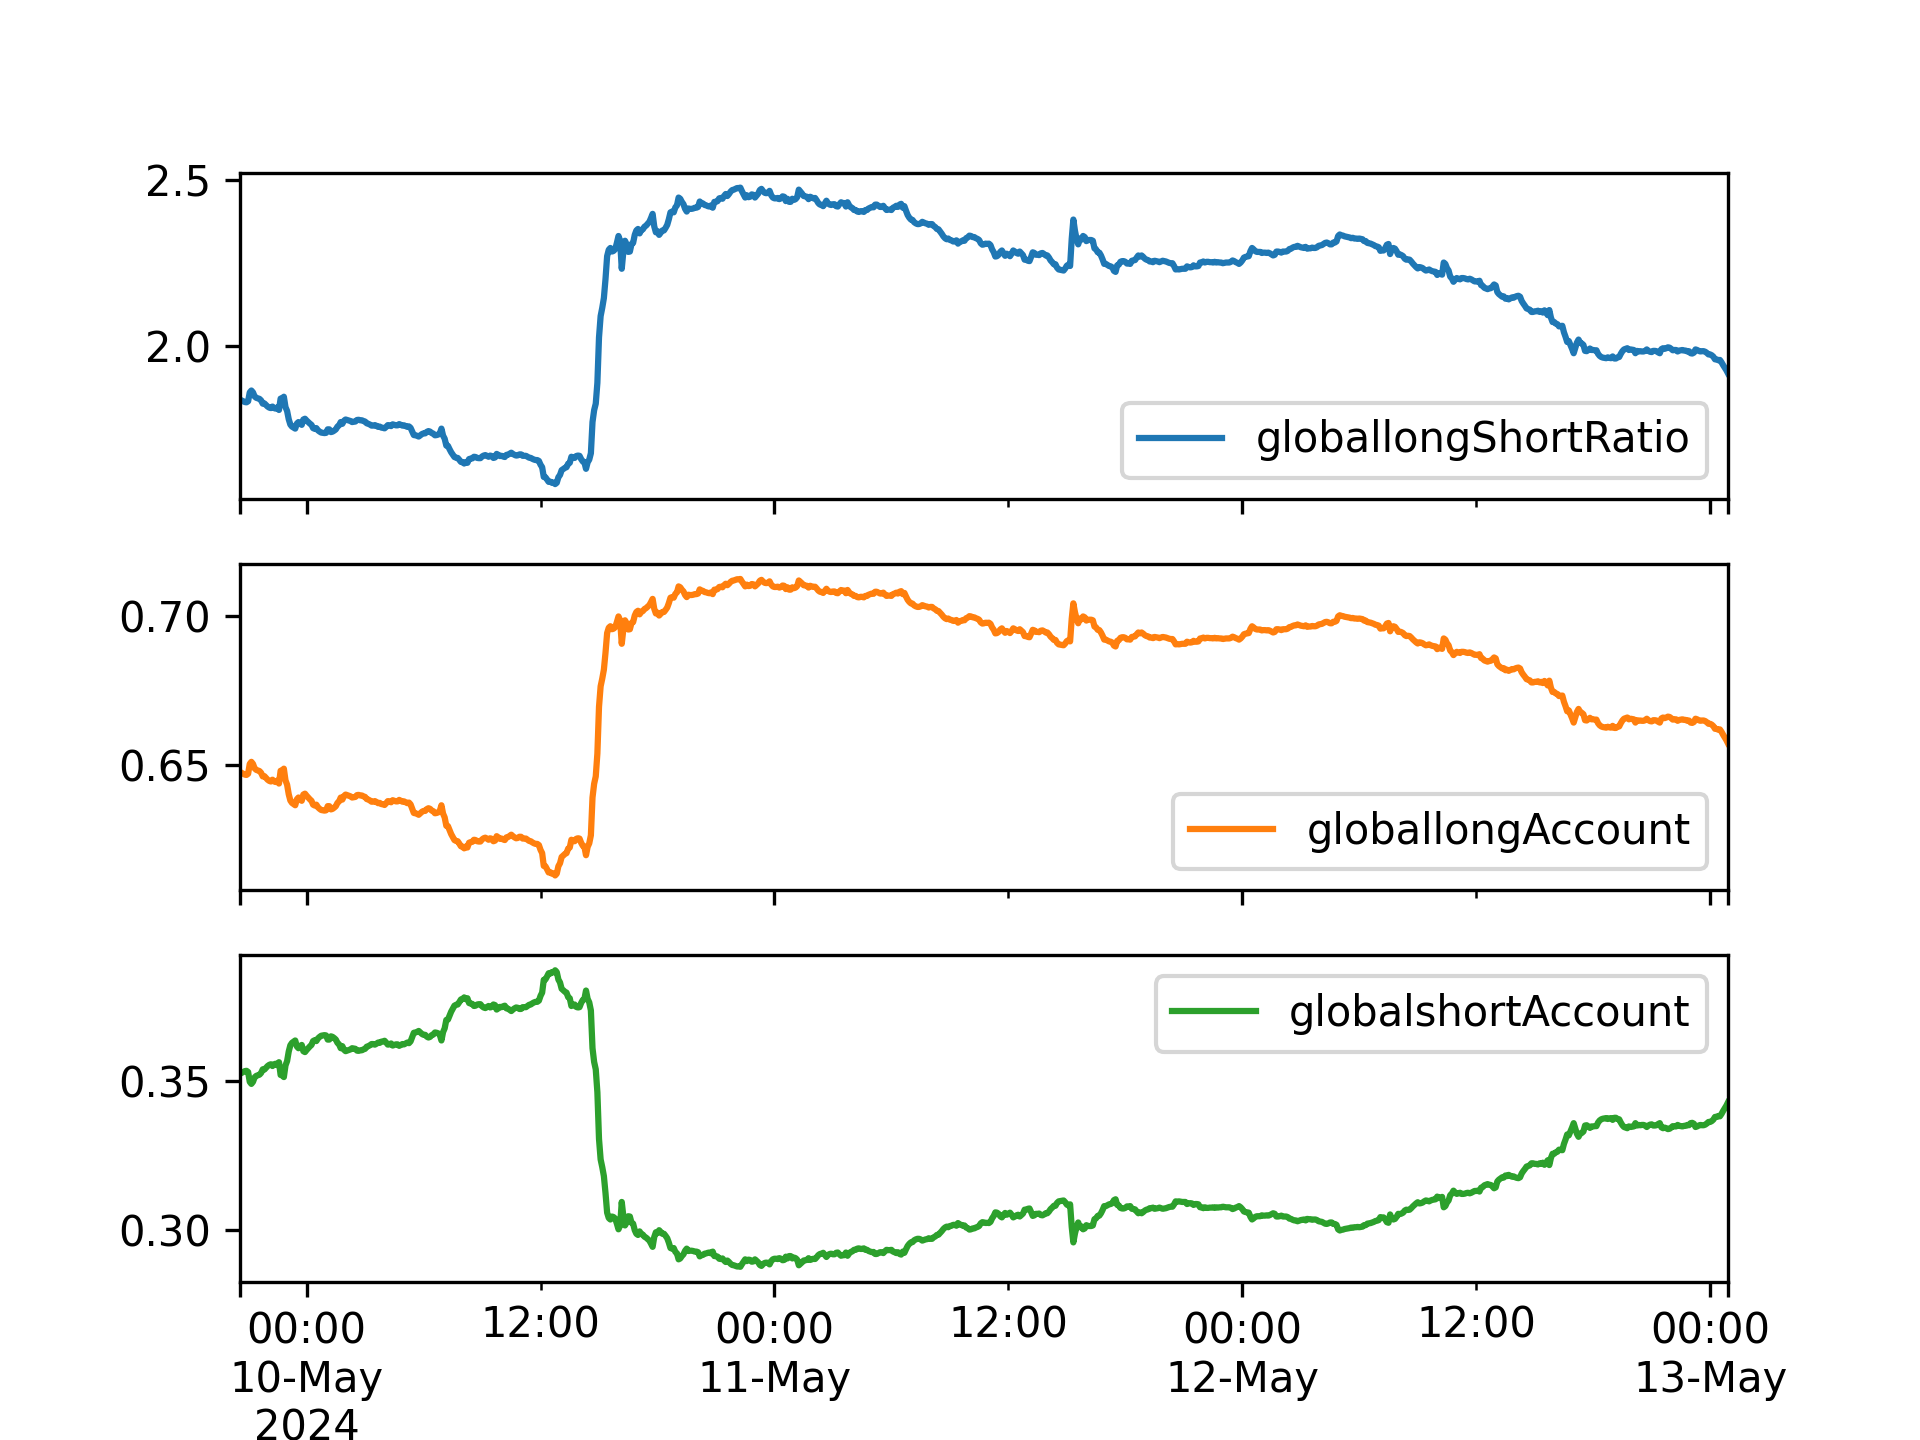 2.5
2.0
globallongShortRatio
0.70
0.65
globallongAccount
globalshortAccount
0.35
0.30
00:00 12:00 00:00 12:00 00:00 12:00 00:00
10-May 11-May 12-May 13-May
2024